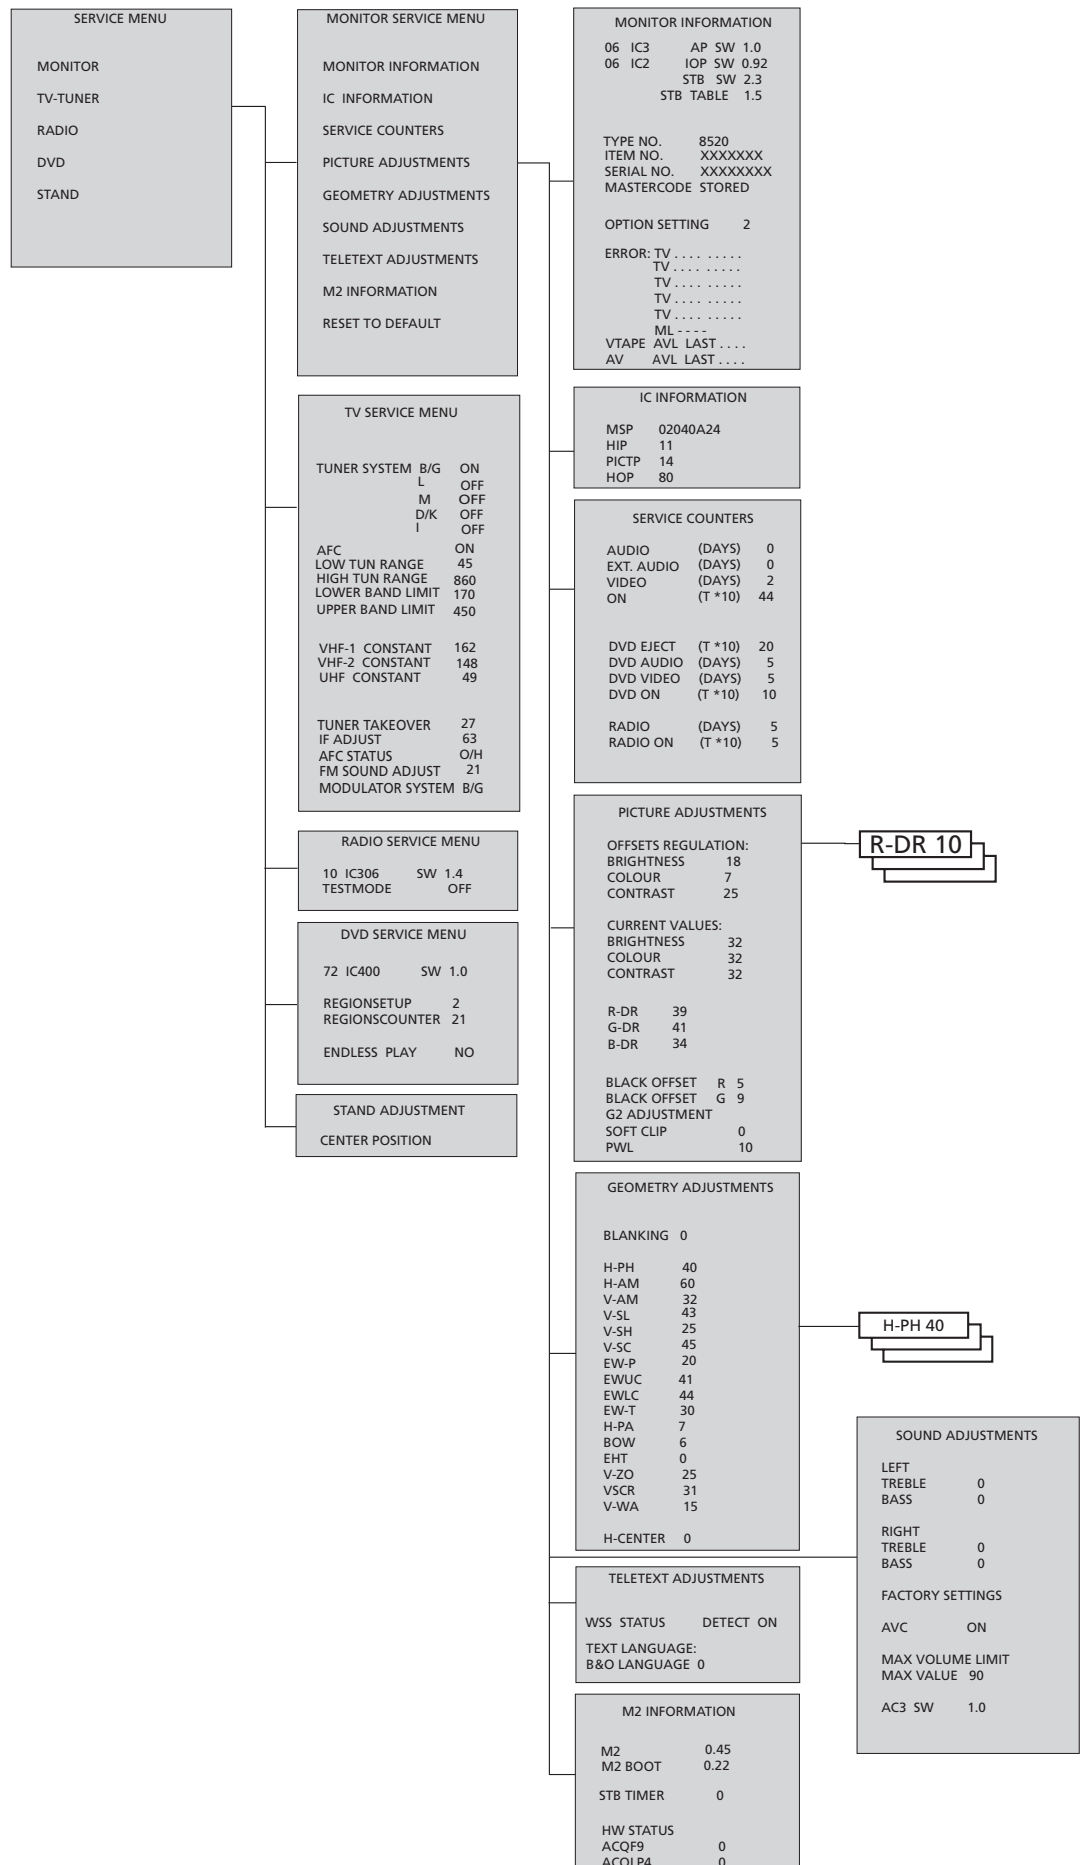 SERVICE MENU
MONITOR
TV-TUNER
RADIO
DVD
STAND
MONITOR SERVICE MENU
MONITOR INFORMATION
IC INFORMATION
SERVICE COUNTERS
PICTURE ADJUSTMENTS
GEOMETRY ADJUSTMENTS
SOUND ADJUSTMENTS
TELETEXT ADJUSTMENTS
M2 INFORMATION
RESET TO DEFAULT
TV SERVICE MENU
TUNER SYSTEM B/G ON
L OFF
M OFF
D/K OFF
I OFF
AFC ON
LOW TUN RANGE 45
HIGH TUN RANGE 860
LOWER BAND LIMIT 170
UPPER BAND LIMIT 450
VHF-1 CONSTANT 162
VHF-2 CONSTANT 148
UHF CONSTANT 49
TUNER TAKEOVER 27
IF ADJUST 63
AFC STATUS O/H
FM SOUND ADJUST 21
MODULATOR SYSTEM B/G
RADIO SERVICE MENU
10 IC306 SW 1.4
TESTMODE OFF
DVD SERVICE MENU
72 IC400 SW 1.0
REGIONSETUP 2
REGIONSCOUNTER 21
ENDLESS PLAY NO
STAND ADJUSTMENT
CENTER POSITION
MONITOR INFORMATION
06 IC3 AP SW 1.0
06 IC2 IOP SW 0.92
STB SW 2.3
STB TABLE 1.5
TYPE NO. 8520
ITEM NO. XXXXXXX
SERIAL NO. XXXXXXXX
MASTERCODE STORED
OPTION SETTING 2
ERROR: TV . . . . . . . . .
TV . . . . . . . . .
TV . . . . . . . . .
TV . . . . . . . . .
TV . . . . . . . . .
ML - - - -
VTAPE AVL LAST . . . .
AV AVL LAST . . . .
IC INFORMATION
MSP 02040A24
HIP 11
PICTP 14
HOP 80
SERVICE COUNTERS
AUDIO (DAYS) 0
EXT. AUDIO (DAYS) 0
VIDEO (DAYS) 2
ON (T *10) 44
DVD EJECT (T *10) 20
DVD AUDIO (DAYS) 5
DVD VIDEO (DAYS) 5
DVD ON (T *10) 10
RADIO (DAYS) 5
RADIO ON (T *10) 5
PICTURE ADJUSTMENTS
OFFSETS REGULATION:
BRIGHTNESS 18
COLOUR 7
CONTRAST 25
CURRENT VALUES:
BRIGHTNESS 32
COLOUR 32
CONTRAST 32
R-DR 39
G-DR 41
B-DR 34
BLACK OFFSET R 5
BLACK OFFSET G 9
G2 ADJUSTMENT
SOFT CLIP 0
PWL 10
R-DR 10
GEOMETRY ADJUSTMENTS
BLANKING 0
H-PH 40
H-AM 60
V-AM 32
V-SL 43
V-SH 25
V-SC 45
EW-P 20
EWUC 41
EWLC 44
EW-T 30
H-PA 7
BOW 6
EHT 0
V-ZO 25
VSCR 31
V-WA 15
H-CENTER 0
H-PH 40
SOUND ADJUSTMENTS
LEFT
TREBLE 0
BASS 0
RIGHT
TREBLE 0
BASS 0
FACTORY SETTINGS
AVC ON
MAX VOLUME LIMIT
MAX VALUE 90
AC3 SW 1.0
TELETEXT ADJUSTMENTS
WSS STATUS DETECT ON
TEXT LANGUAGE:
B&O LANGUAGE 0
M2 INFORMATION
M2 0.45
M2 BOOT 0.22
STB TIMER 0
HW STATUS
ACQF9 0
ACQLP4 0